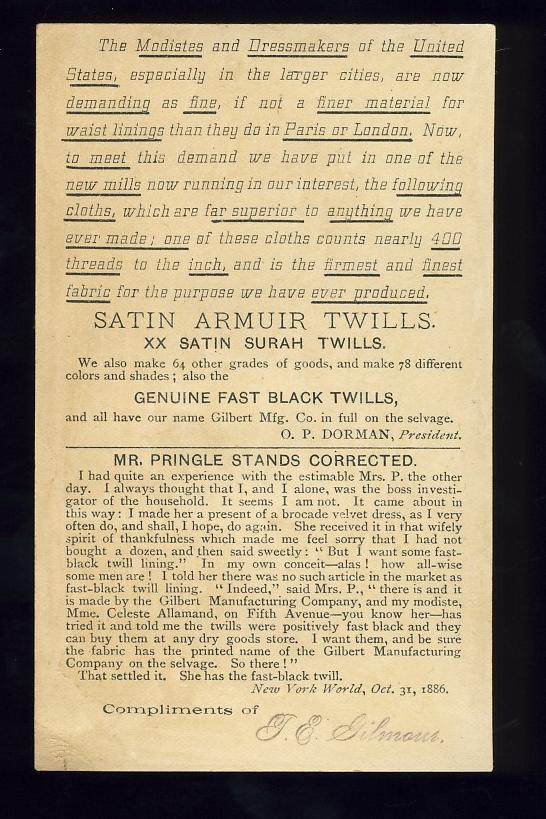 The Modistes and Dressmakers of the United
States, especially in the larger cities, are now
demanding as fine, if not a finer material for
waist linings than they do in Paris or London. Now,
to meet this demand we have put in one of the
new mills now running in our interest, the following
cloths, which are far superior to anything we have
ever made; one of these cloths counts nearly 400
threads to the inch, and is the firmest and finest
fabric for the purpose we have ever produced.
SATIN ARMUIR TWILLS.
XX SATIN SURAH TWILLS.
We also make 64 other grades of goods, and make 78 different
colors and shades; also the
GENUINE FAST BLACK TWILLS,
and all have our name Gilbert Mfg. Co. in full on the selvage.
O. P. DORMAN, President.
MR. PRINGLE STANDS CORRECTED.
I had quite an experience with the estimable Mrs. P. the other
day. I always thought that I, and I alone, was the boss investi-
gator of the household. It seems I am not. It came about in
this way: I made her a present of a brocade velvet dress, as I very
often do, and shall, I hope, do again. She received it in that wifely
spirit of thankfulness which made me feel sorry that I had not
bought a dozen, and then said sweetly: "But I want some fast-
black twill lining." In my own conceit—alas! how all-wise
some men are! I told her there was no such article in the market as
fast-black twill lining. "Indeed," said Mrs. P., "there is and it
is made by the Gilbert Manufacturing Company, and my modiste,
Mme. Celeste Allamand, on Fifth Avenue—you know her—has
tried it and told me the twills were positively fast black and they
can buy them at any dry goods store. I want them, and be sure
the fabric has the printed name of the Gilbert Manufacturing
Company on the selvage. So there!"
That settled it. She has the fast-black twill.
New York World, Oct. 31, 1886.
Compliments of
T. E. Gilmour.